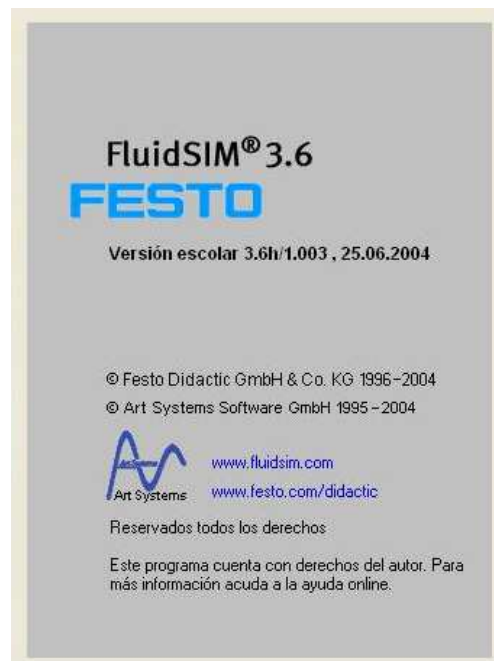 FluidSIM® 3.6
FESTO
Versión escolar 3.6h/1.003 , 25.06.2004
© Festo Didactic GmbH & Co. KG 1996-2004
© Art Systems Software GmbH 1995-2004
ArtSystems
www.fluidsim.com
Art Systems
www.festo.com/didactic
Reservados todos los derechos
Este programa cuenta con derechos del autor. Para
más información acuda a la ayuda online.